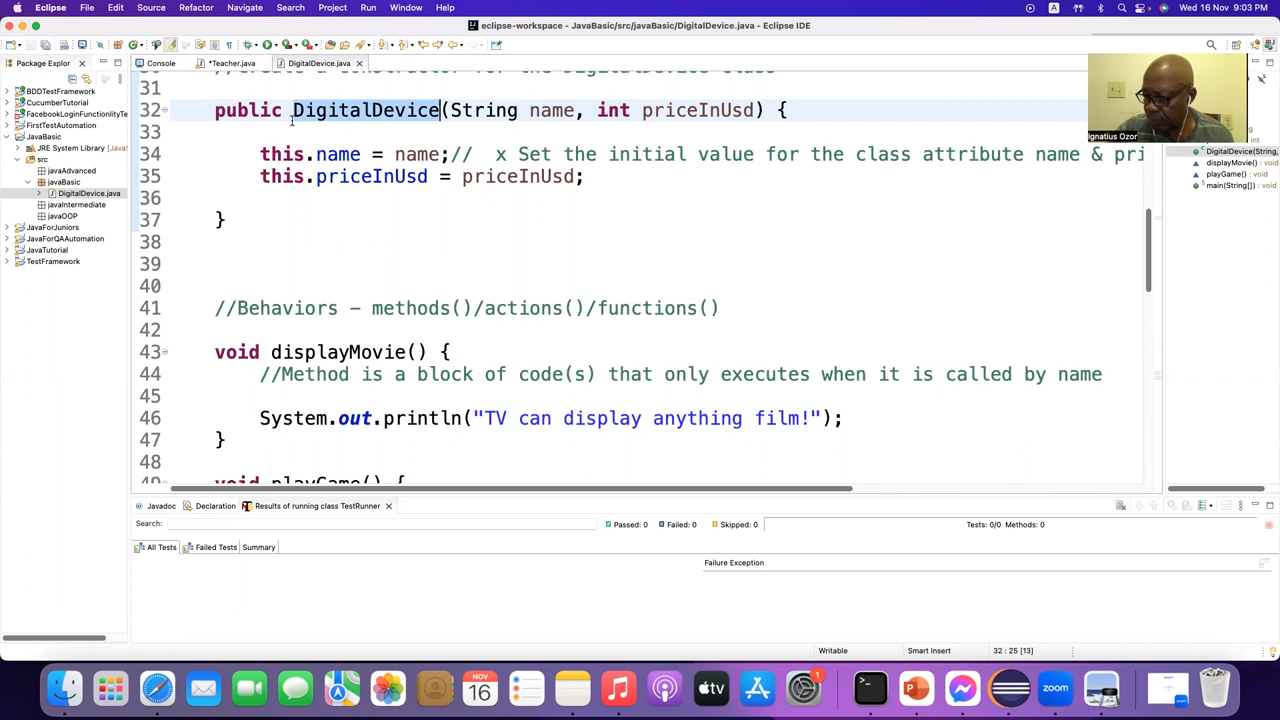 Window
Help
A
Wed 16 Nov 9:03 PM
Eclipse
File
Edit
Source
Refactor
Navigate
Search
Project
Run
eclipse-workspace - JavaBasic/src/javaBasic/DigitalDevice.java - Eclipse IDE
Package Explorer
Console
*Teacher.java
DigitalDevice.java
BDDTestFramework
CucumberTutorial
FacebookLoginFunctionlityTe
FirstTestAutomation
JavaBasic
JRE System Library [JavaS
src
javaAdvanced
javaBasic
DigitalDevice.java
javaIntermediate
javaOOP
JavaForJuniors
JavaForQAAutomation
JavaTutorial
TestFramework
31
32 public DigitalDevice(String name, int priceInUsd) {
33
34 this.name = name;// x Set the initial value for the class attribute name & pri
35 this.priceInUsd = priceInUsd;
36
37 }
38
39
40
41 //Behaviors - methods()/actions()/functions()
42
43 void displayMovie() {
44 //Method is a block of code(s) that only executes when it is called by name
45
46 System.out.println("TV can display anything film!");
47 }
48
void playGame() {
Ignatius Ozor
DigitalDevice(String,
displayMovie() : void
playGame() : void
main(String[]) : void
Javadoc
Declaration
Results of running class TestRunner
Search:
Passed: 0
Failed: 0
Skipped: 0
Tests: 0/0 Methods: 0
All Tests
Failed Tests
Summary
Failure Exception
Writable
Smart Insert
32 : 25 [13]
NOV
16
tv
1
zoom